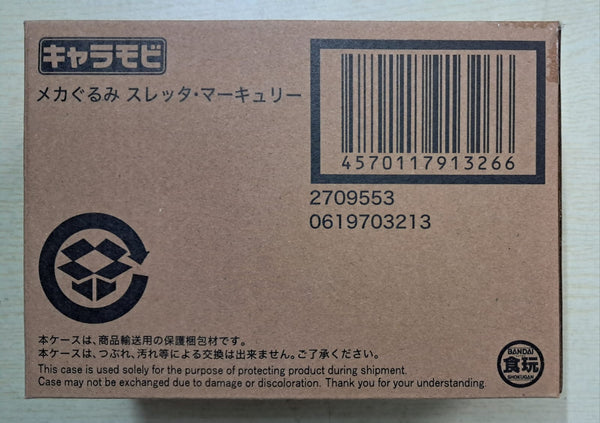 キャラモビ
メカぐるみ スレッタ・マーキュリー
4570117913266
2709553
0619703213
本ケースは、商品輸送用の保護梱包材です。
本ケースは、つぶれ、汚れ等による交換は出来ません。ご了承ください。
This case is used solely for the purpose of protecting product during shipment.
Case may not be exchanged due to damage or discoloration. Thank you for your understanding.
BANDAI
食玩
SHOKUGAN